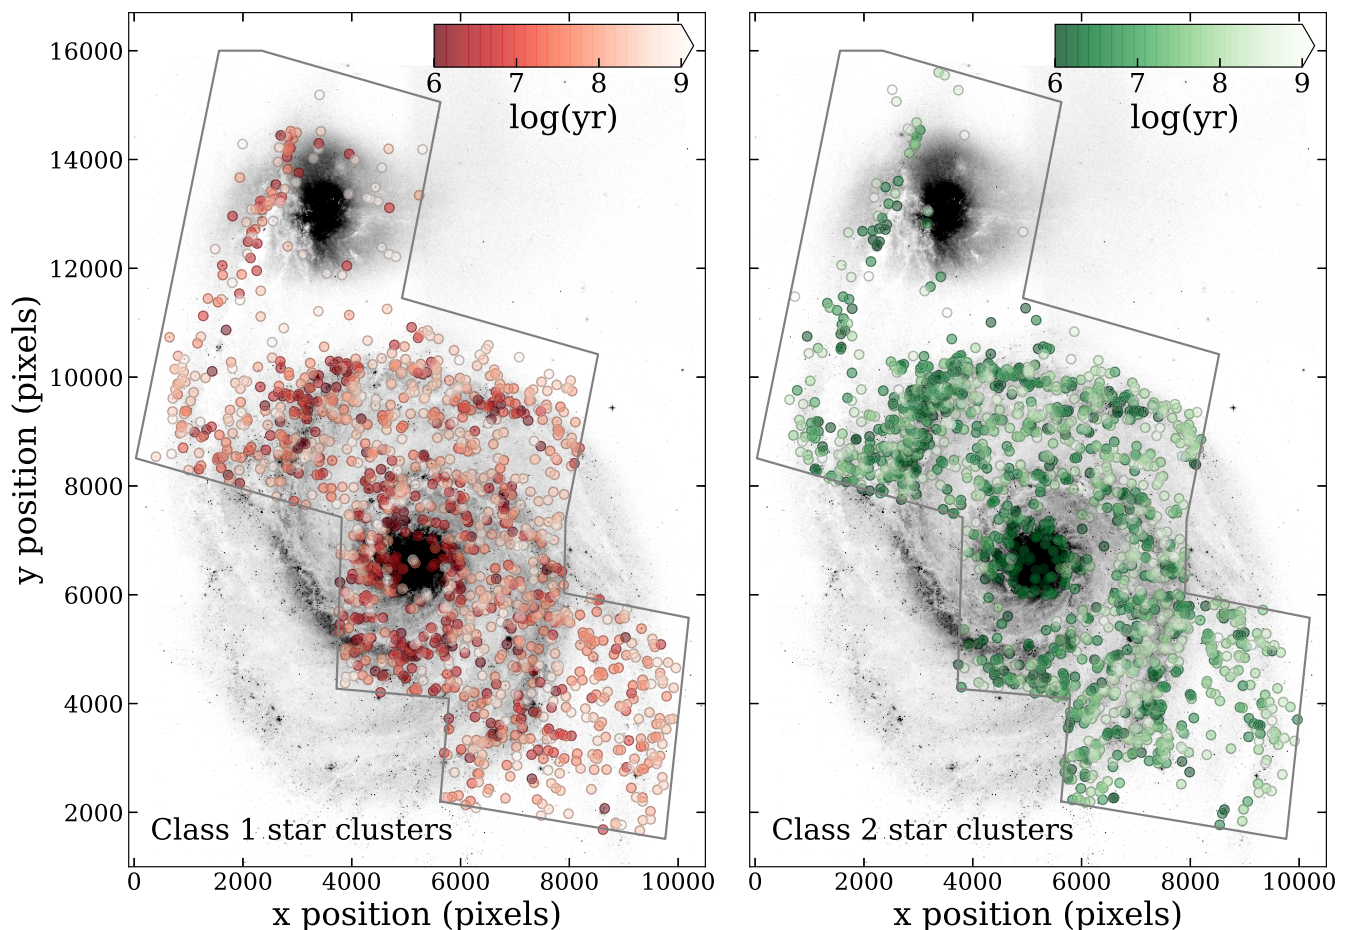 16000
14000
12000
10000
8000
6000
4000
2000
y position (pixels)
6 7 8 9
log(yr)
Class 1 star clusters
0 2000 4000 6000 8000 10000
x position (pixels)
6 7 8 9
log(yr)
Class 2 star clusters
0 2000 4000 6000 8000 10000
x position (pixels)